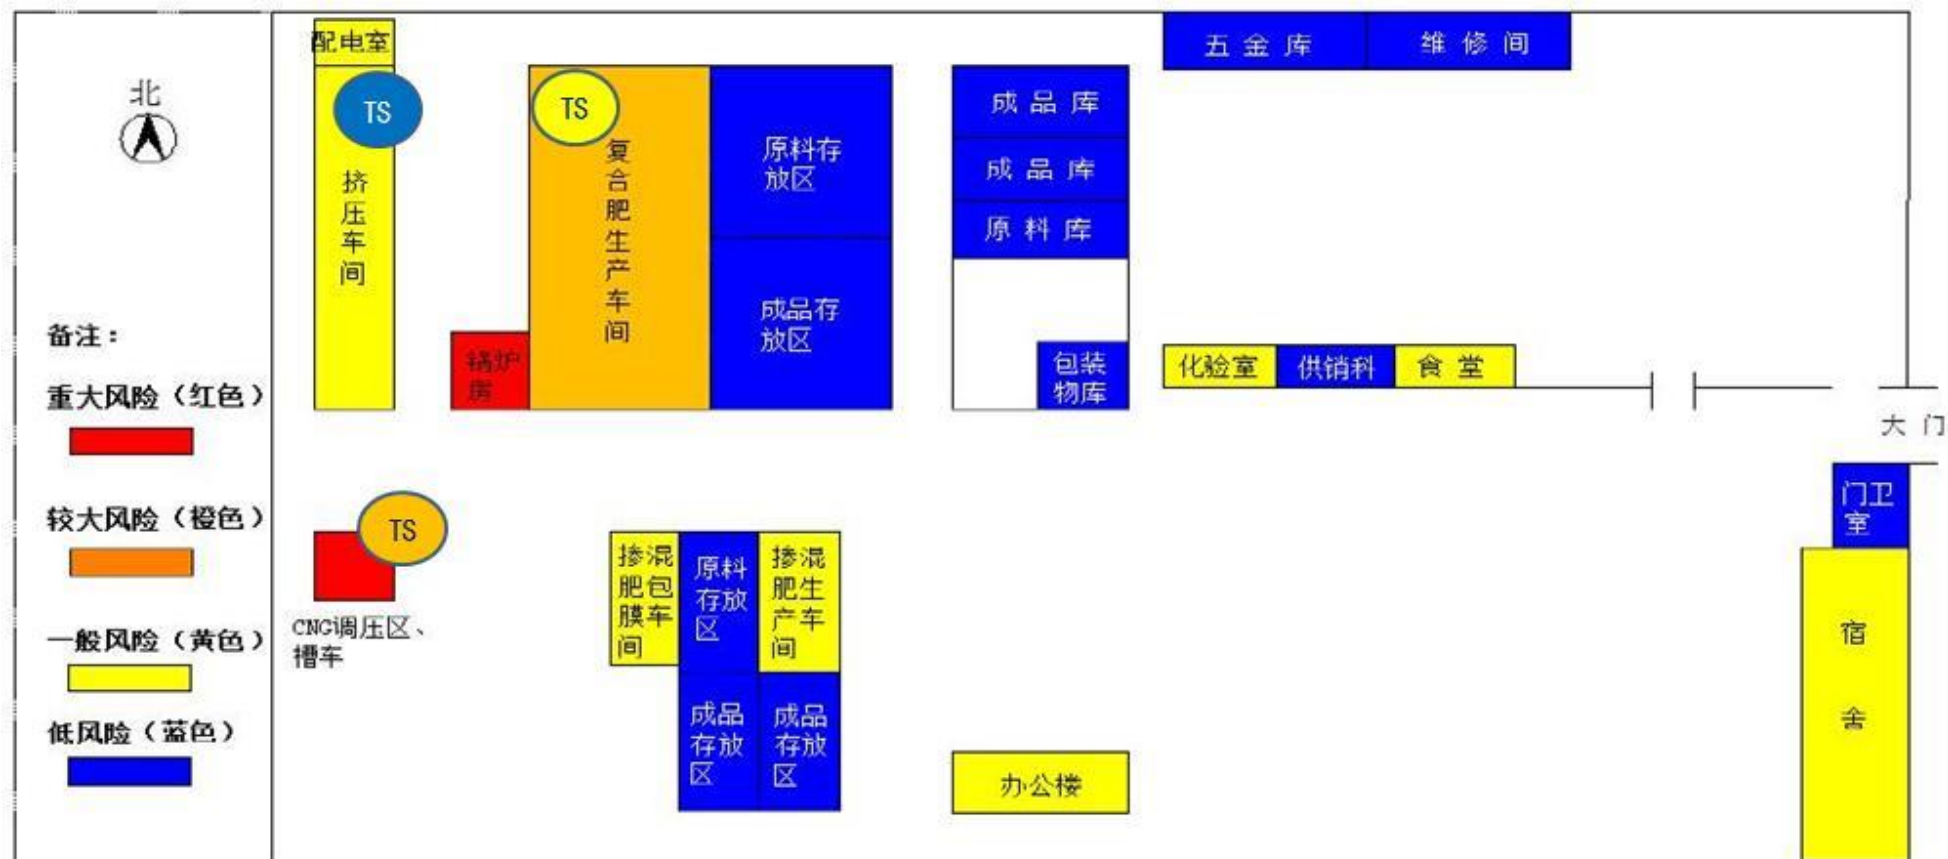 北
备注：
重大风险（红色）
较大风险（橙色）
一般风险（黄色）
低风险（蓝色）
配电室
TS
挤
压
车
间
锅炉
房
TS
复
合
肥
生
产
车
间
原料存
放区
成品存
放区
成品库
成品库
原料库
包装
物库
五金库
维修间
化验室
供销科
食堂
大门
门卫
室
宿
舍
TS
CNG调压区、
槽车
掺混
肥包
膜车
间
原料
存放
区
掺混
肥生
产车
间
成品
存放
区
成品
存放
区
办公楼